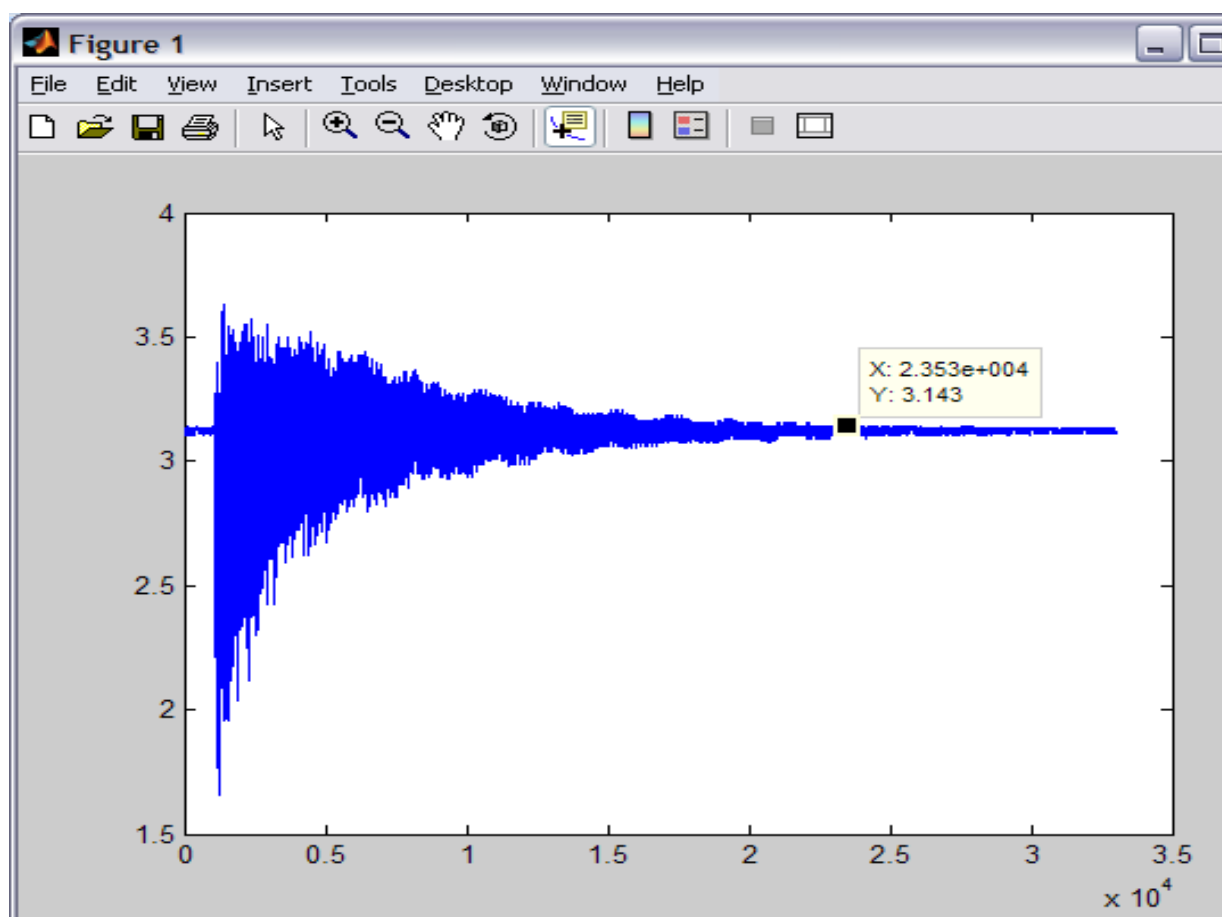 Figure 1
File Edit View Insert Tools Desktop Window Help
4
3.5
3
2.5
2
1.5
X: 2.353e+004
Y: 3.143
0 0.5 1 1.5 2 2.5 3 3.5
x 10^4